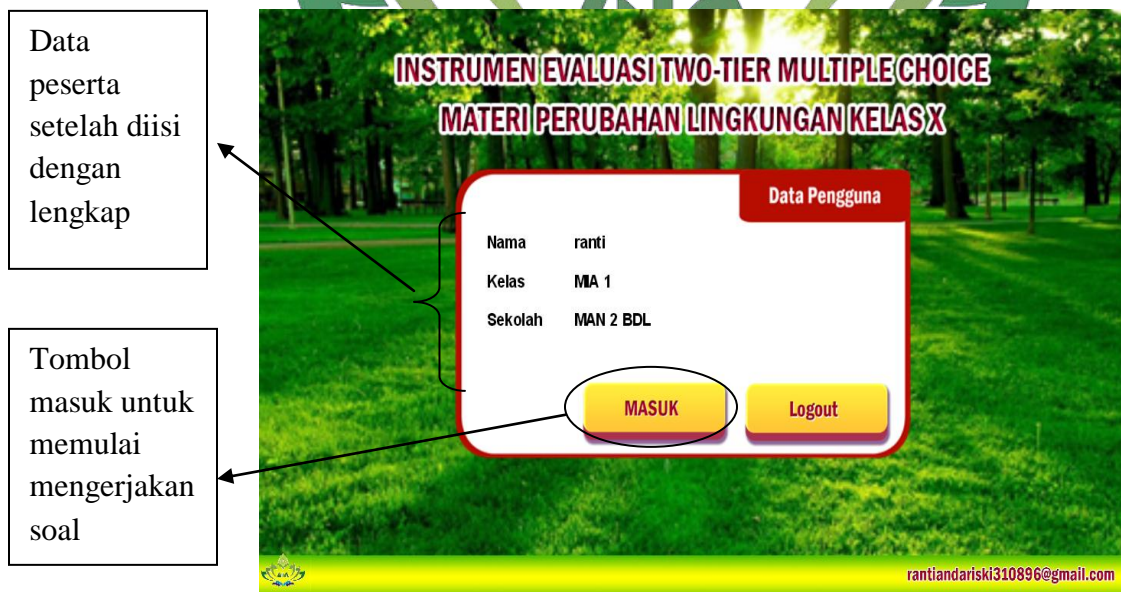 Data
peserta
setelah diisi
dengan
lengkap
Tombol
masuk untuk
memulai
mengerjakan
soal
INSTRUMEN EVALUASI TWO-TIER MULTIPLE CHOICE
MATERI PERUBAHAN LINGKUNGAN KELAS X
Data Pengguna
Nama ranti
Kelas MIA 1
Sekolah MAN 2 BDL
MASUK Logout
rantiandariski310896@gmail.com